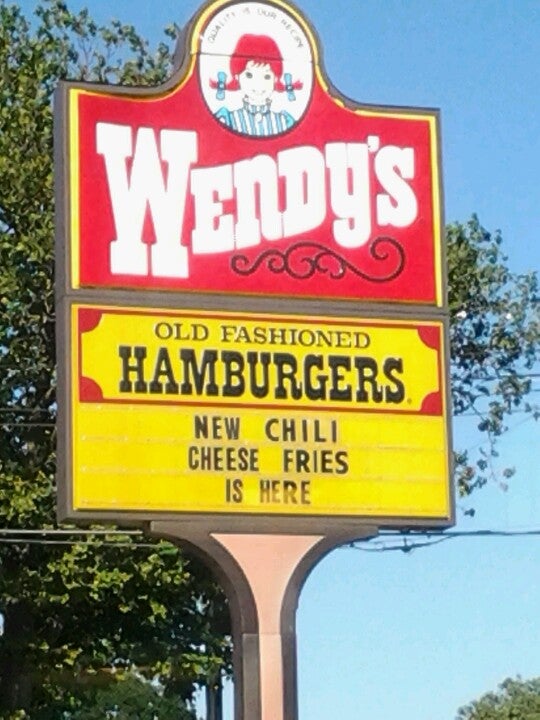 QUALITY IS OUR RECIPE
WENDY'S
OLD FASHIONED
HAMBURGERS
NEW CHILI
CHEESE FRIES
IS HERE